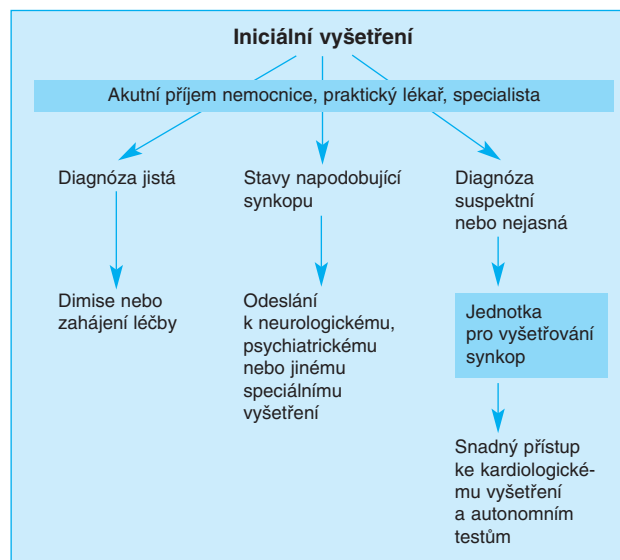 Iniciální vyšetření
Akutní příjem nemocnice, praktický lékař, specialista
Diagnóza jistá
Stavy napodobující
synkopu
Diagnóza
suspektní
nebo nejasná
Dimise nebo
zahájení léčby
Odeslání
k neurologickému,
psychiatrickému
nebo jinému
speciálnímu
vyšetření
Jednotka
pro vyšetřování
synkop
Snadný přístup
ke kardiologické-
mu vyšetření
a autonomním
testům